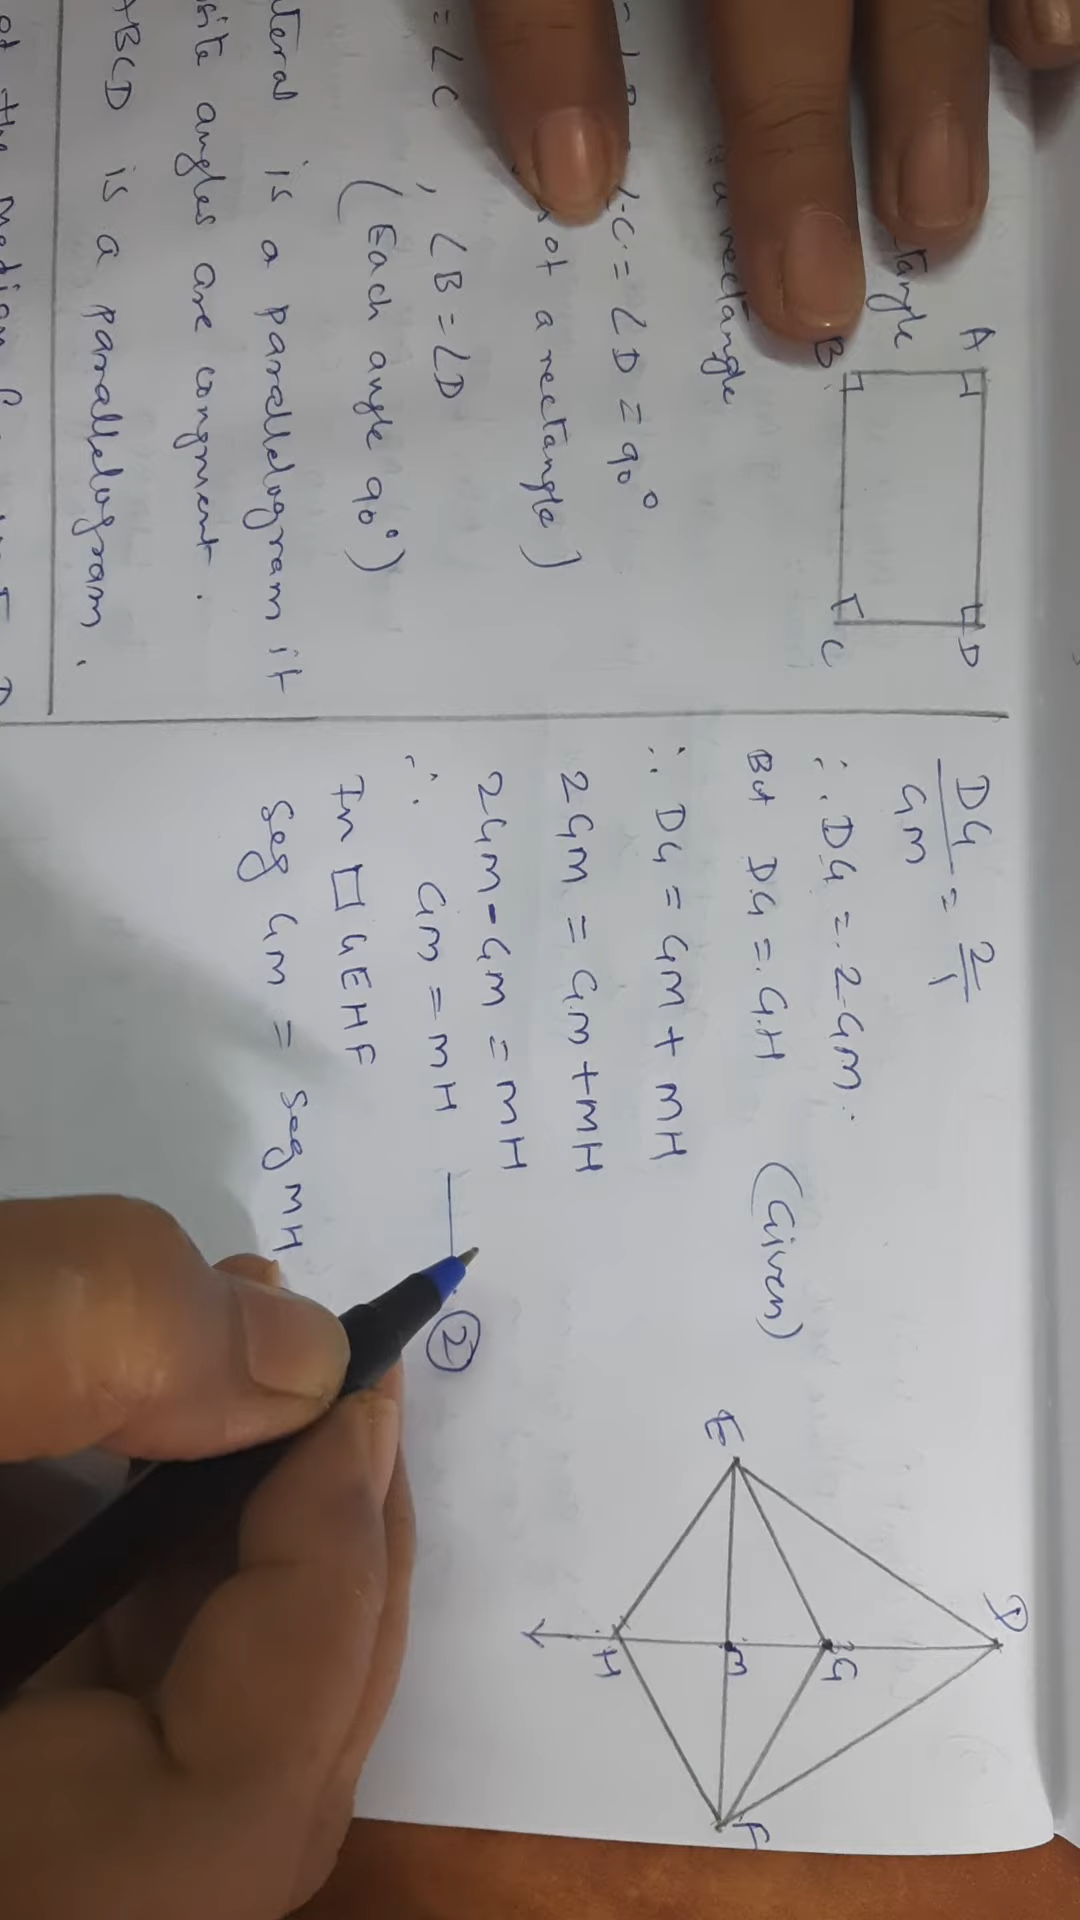 tangle
A
B
D
C
a rectangle
∠C = ∠D = 90°
not a rectangle)
= ∠C , ∠B = ∠D
(Each angle 90°)
is a parallelogram if
angles are congruent.
ABCD is a parallelogram.
DG/GM = 2/1
∴ DG = 2GM.
But DG = GH (Given)
∴ DG = GM + MH
2GM = GM + MH
2GM - GM = MH
∴ GM = MH — ②
In □ GEHF
seg GM = seg MH
D
E
G
M
H
F